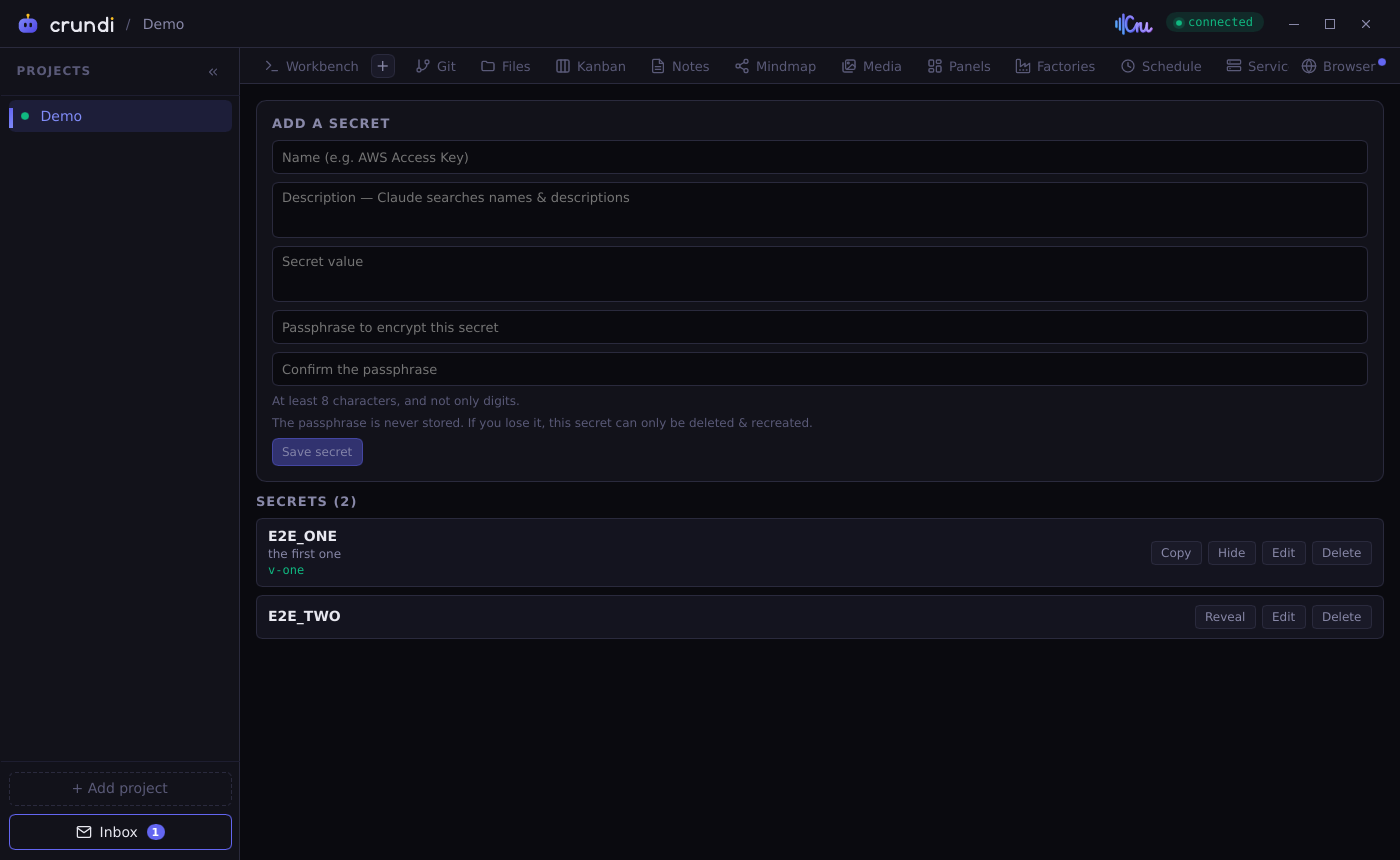 crundi / Demo
Cru
connected
PROJECTS
«
Workbench + Git Files Kanban Notes Mindmap Media Panels Factories Schedule Servic Browser
Demo
ADD A SECRET
Name (e.g. AWS Access Key)
Description — Claude searches names & descriptions
Secret value
Passphrase to encrypt this secret
Confirm the passphrase
At least 8 characters, and not only digits.
The passphrase is never stored. If you lose it, this secret can only be deleted & recreated.
Save secret
SECRETS (2)
E2E_ONE
the first one
v-one
Copy Hide Edit Delete
E2E_TWO
Reveal Edit Delete
+ Add project
Inbox 1